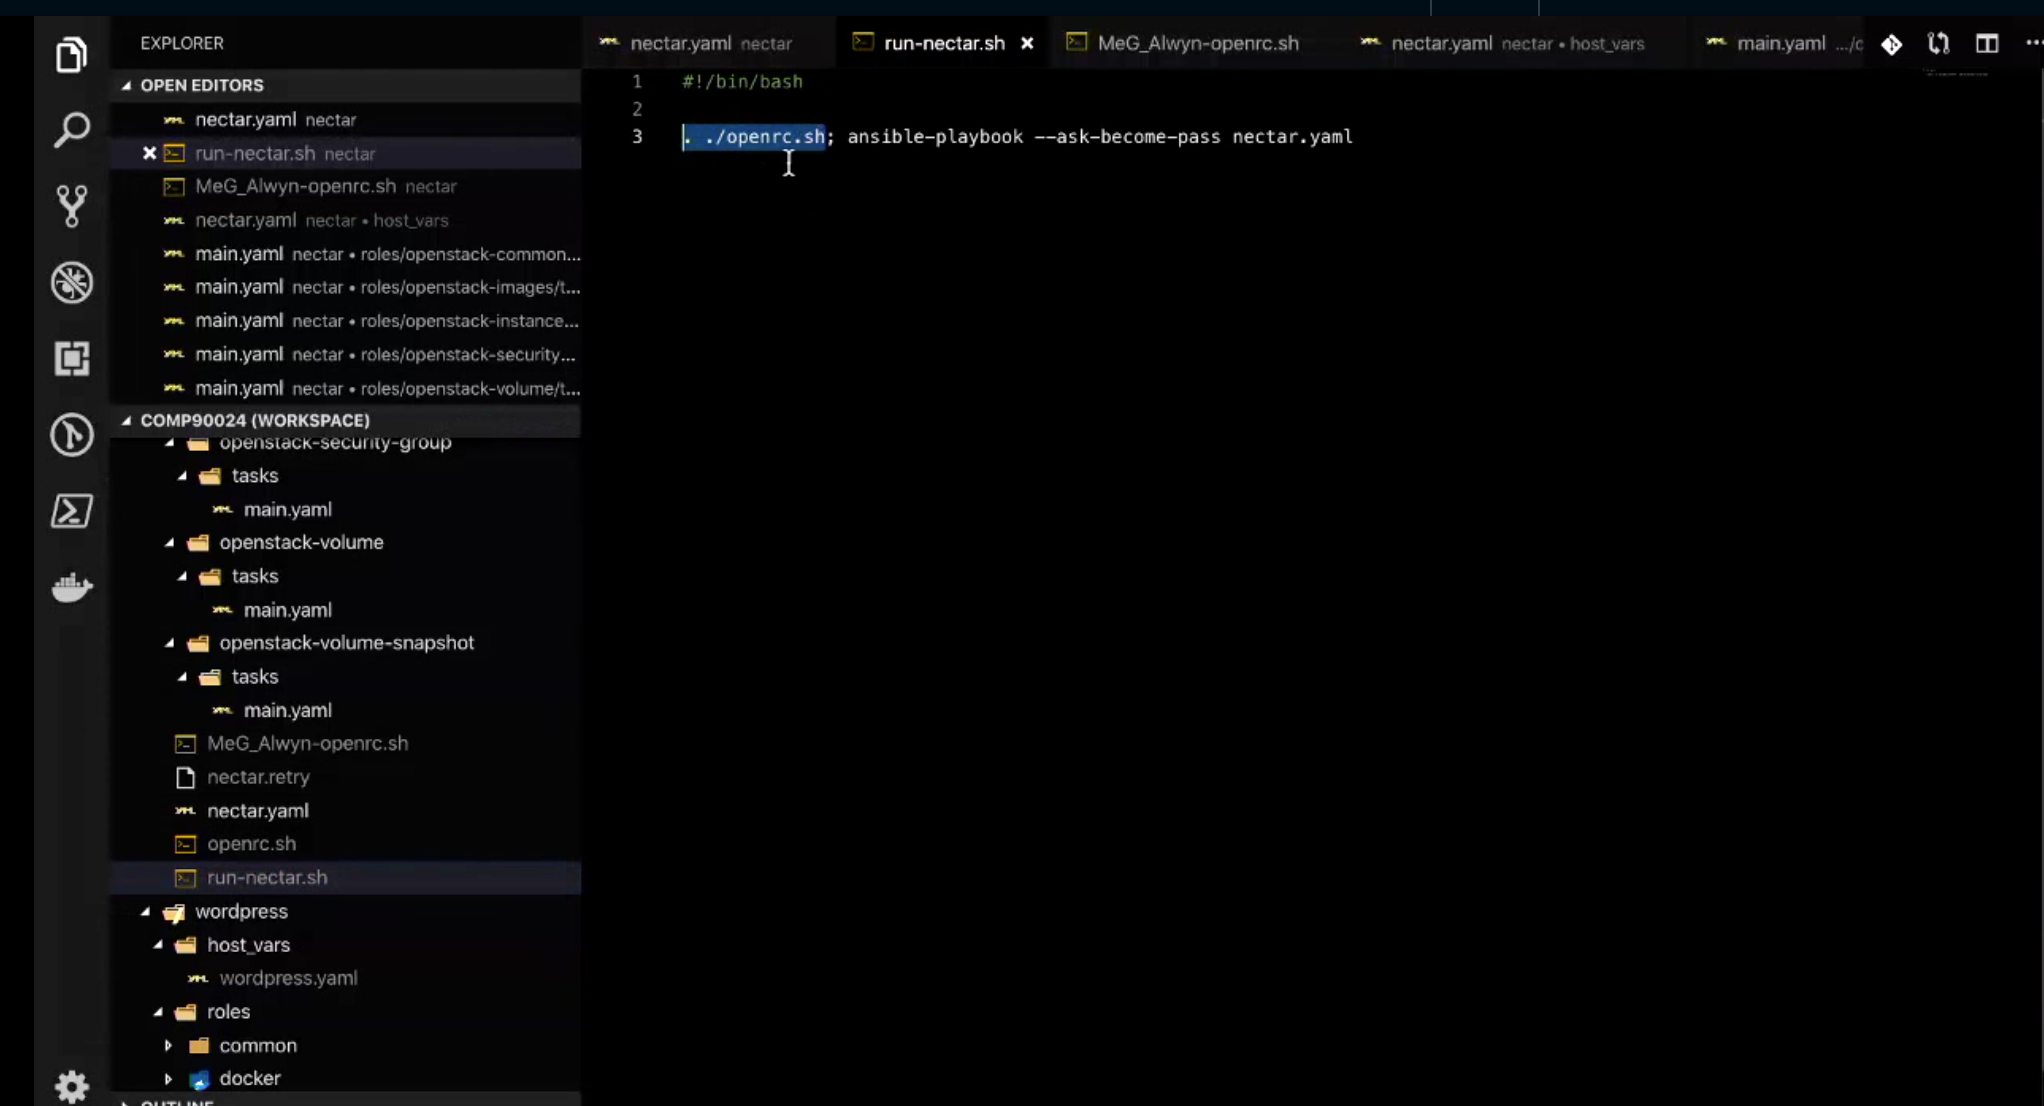 EXPLORER
OPEN EDITORS
nectar.yaml nectar
run-nectar.sh nectar
MeG_Alwyn-openrc.sh nectar
nectar.yaml nectar • host_vars
main.yaml nectar • roles/openstack-common...
main.yaml nectar • roles/openstack-images/t...
main.yaml nectar • roles/openstack-instance...
main.yaml nectar • roles/openstack-security...
main.yaml nectar • roles/openstack-volume/t...
COMP90024 (WORKSPACE)
openstack-security-group
tasks
main.yaml
openstack-volume
tasks
main.yaml
openstack-volume-snapshot
tasks
main.yaml
MeG_Alwyn-openrc.sh
nectar.retry
nectar.yaml
openrc.sh
run-nectar.sh
wordpress
host_vars
wordpress.yaml
roles
common
docker
OUTLINE
nectar.yaml nectar run-nectar.sh MeG_Alwyn-openrc.sh nectar.yaml nectar • host_vars main.yaml .../c
1 #!/bin/bash
2
3 . ./openrc.sh; ansible-playbook --ask-become-pass nectar.yaml